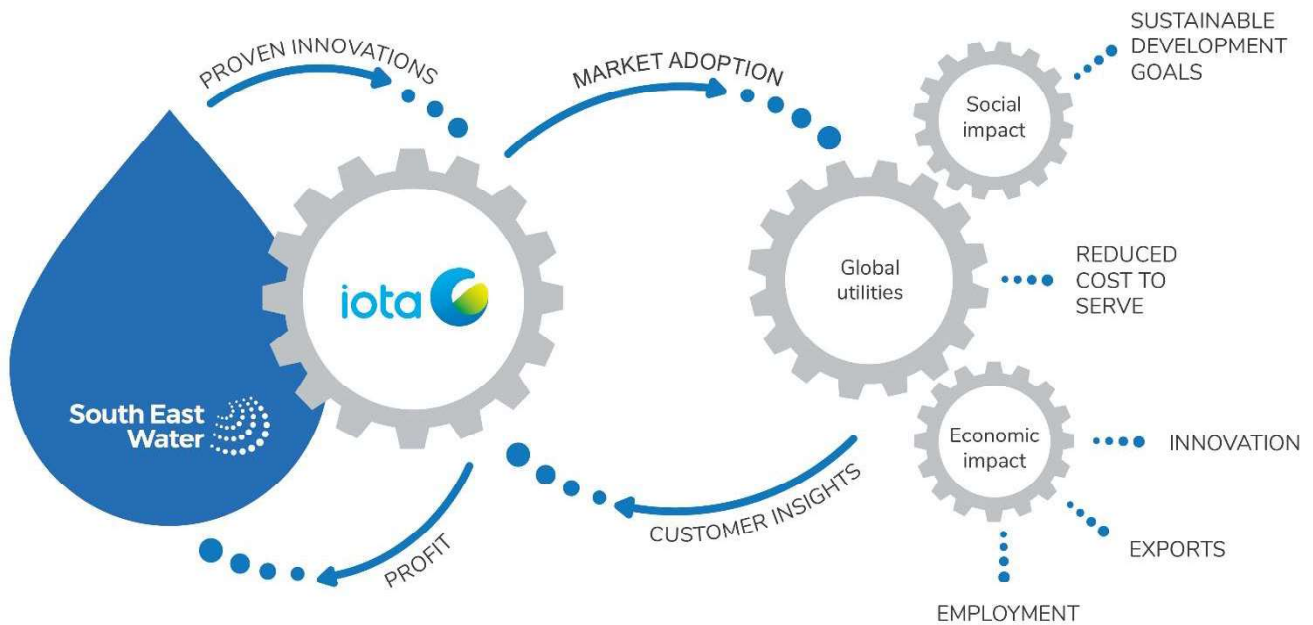 PROVEN INNOVATIONS
MARKET ADOPTION
SUSTAINABLE
DEVELOPMENT
GOALS
Social
impact
iota
Global
utilities
REDUCED
COST TO
SERVE
South East
Water
Economic
impact
INNOVATION
CUSTOMER INSIGHTS
PROFIT
EXPORTS
EMPLOYMENT